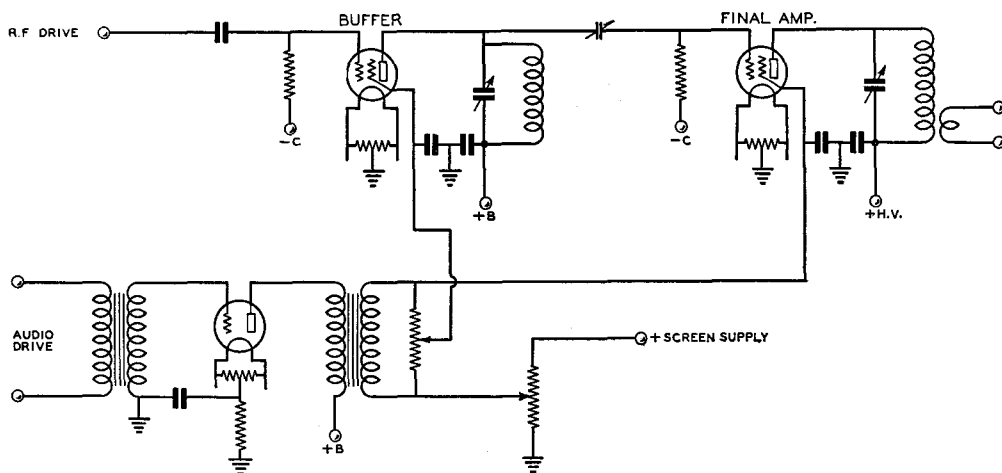 BUFFER
FINAL AMP.
R.F DRIVE
-C
-C
+B
+H.V.
AUDIO
DRIVE
+ SCREEN SUPPLY
+B